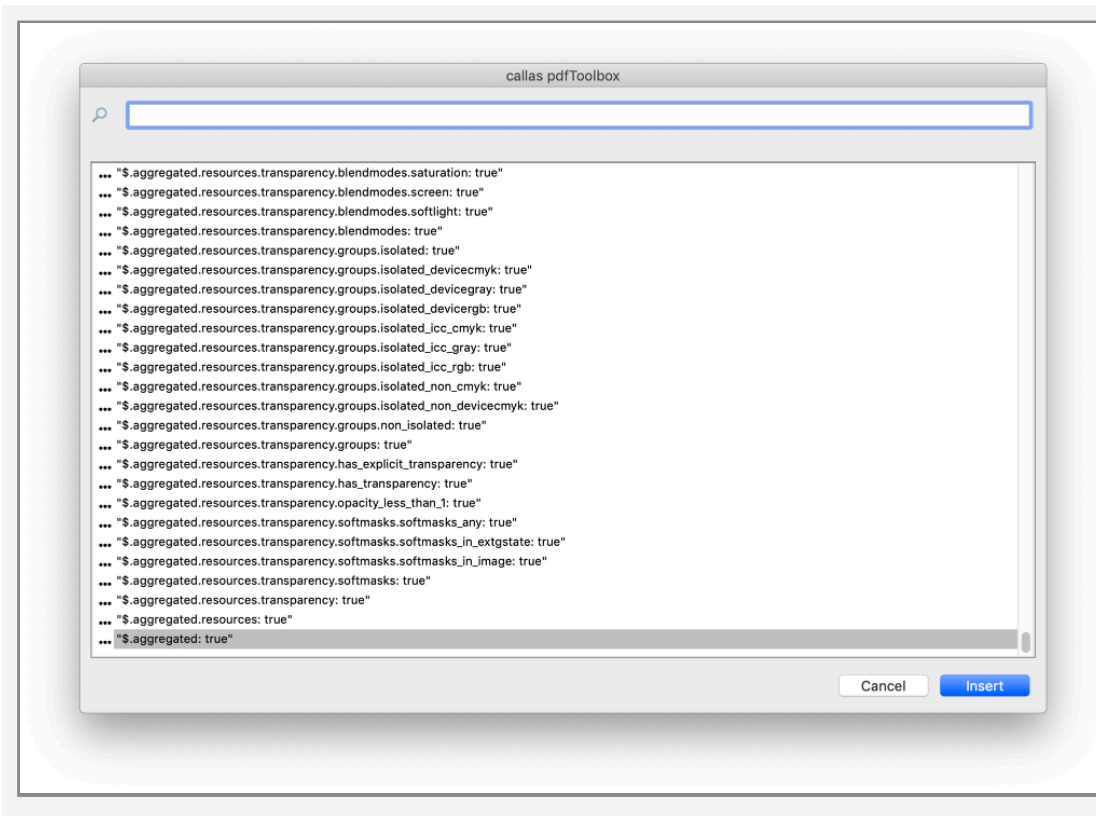 callas pdfToolbox
... "$.aggregated.resources.transparency.blendmodes.saturation: true"
... "$.aggregated.resources.transparency.blendmodes.screen: true"
... "$.aggregated.resources.transparency.blendmodes.softlight: true"
... "$.aggregated.resources.transparency.blendmodes: true"
... "$.aggregated.resources.transparency.groups.isolated: true"
... "$.aggregated.resources.transparency.groups.isolated_devicecmyk: true"
... "$.aggregated.resources.transparency.groups.isolated_devicegray: true"
... "$.aggregated.resources.transparency.groups.isolated_devicergb: true"
... "$.aggregated.resources.transparency.groups.isolated_icc_cmyk: true"
... "$.aggregated.resources.transparency.groups.isolated_icc_gray: true"
... "$.aggregated.resources.transparency.groups.isolated_icc_rgb: true"
... "$.aggregated.resources.transparency.groups.isolated_non_cmyk: true"
... "$.aggregated.resources.transparency.groups.isolated_non_devicecmyk: true"
... "$.aggregated.resources.transparency.groups.non_isolated: true"
... "$.aggregated.resources.transparency.groups: true"
... "$.aggregated.resources.transparency.has_explicit_transparency: true"
... "$.aggregated.resources.transparency.has_transparency: true"
... "$.aggregated.resources.transparency.opacity_less_than_1: true"
... "$.aggregated.resources.transparency.softmasks.softmasks_any: true"
... "$.aggregated.resources.transparency.softmasks.softmasks_in_extgstate: true"
... "$.aggregated.resources.transparency.softmasks.softmasks_in_image: true"
... "$.aggregated.resources.transparency.softmasks: true"
... "$.aggregated.resources.transparency: true"
... "$.aggregated.resources: true"
... "$.aggregated: true"
Cancel Insert